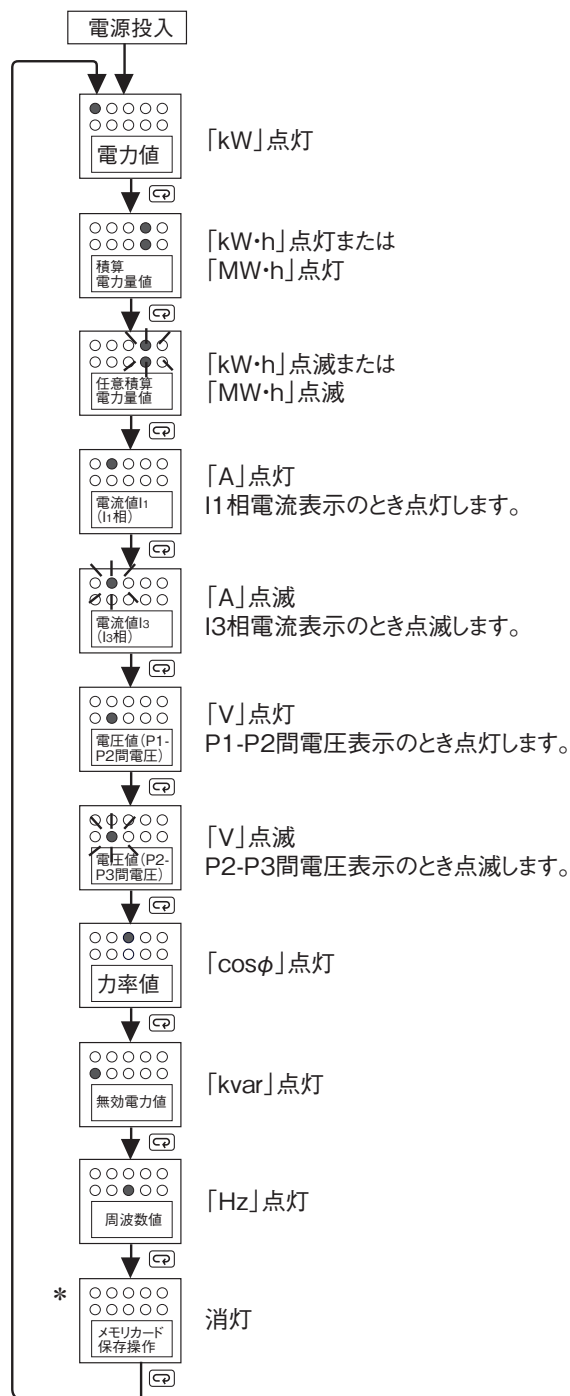 電源投入
電力値
「kW」点灯
積算
電力量値
「kW・h」点灯または
「MW・h」点灯
任意積算
電力量値
「kW・h」点滅または
「MW・h」点滅
電流値I1
(I1相)
「A」点灯
I1相電流表示のとき点灯します。
電流値I3
(I3相)
「A」点滅
I3相電流表示のとき点滅します。
電圧値(P1-
P2間電圧)
「V」点灯
P1-P2間電圧表示のとき点灯します。
電圧値(P2-
P3間電圧)
「V」点滅
P2-P3間電圧表示のとき点滅します。
力率値
「cosφ」点灯
無効電力値
「kvar」点灯
周波数値
「Hz」点灯
*
メモリカード
保存操作
消灯